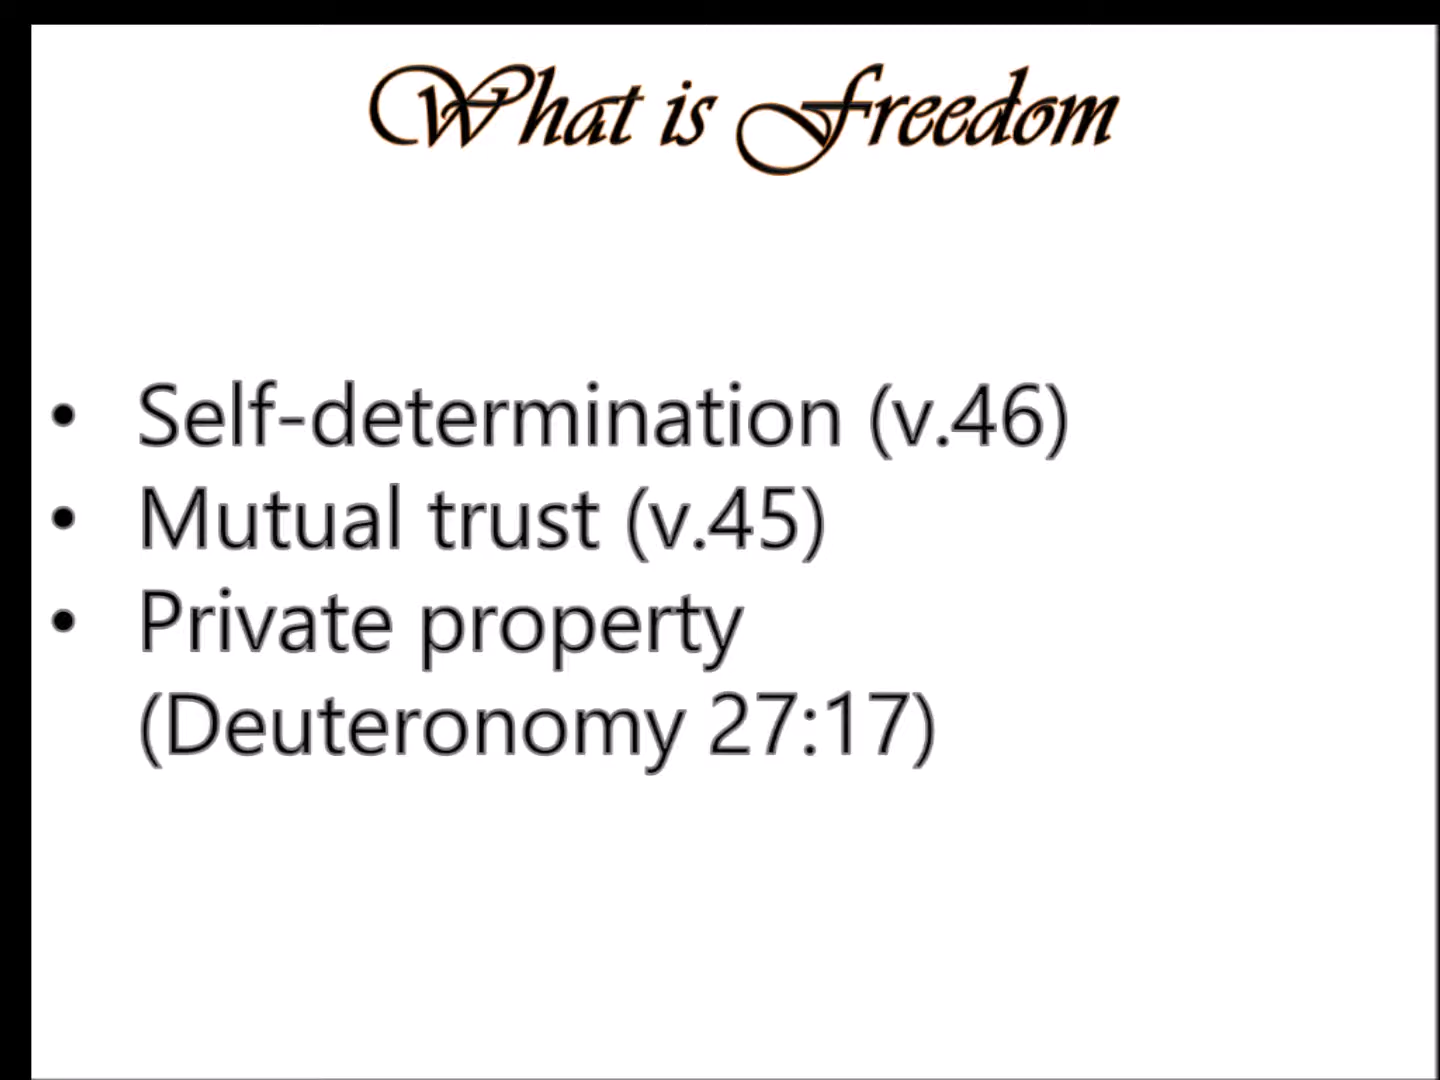 What is Freedom
• Self-determination (v.46)
• Mutual trust (v.45)
• Private property
(Deuteronomy 27:17)